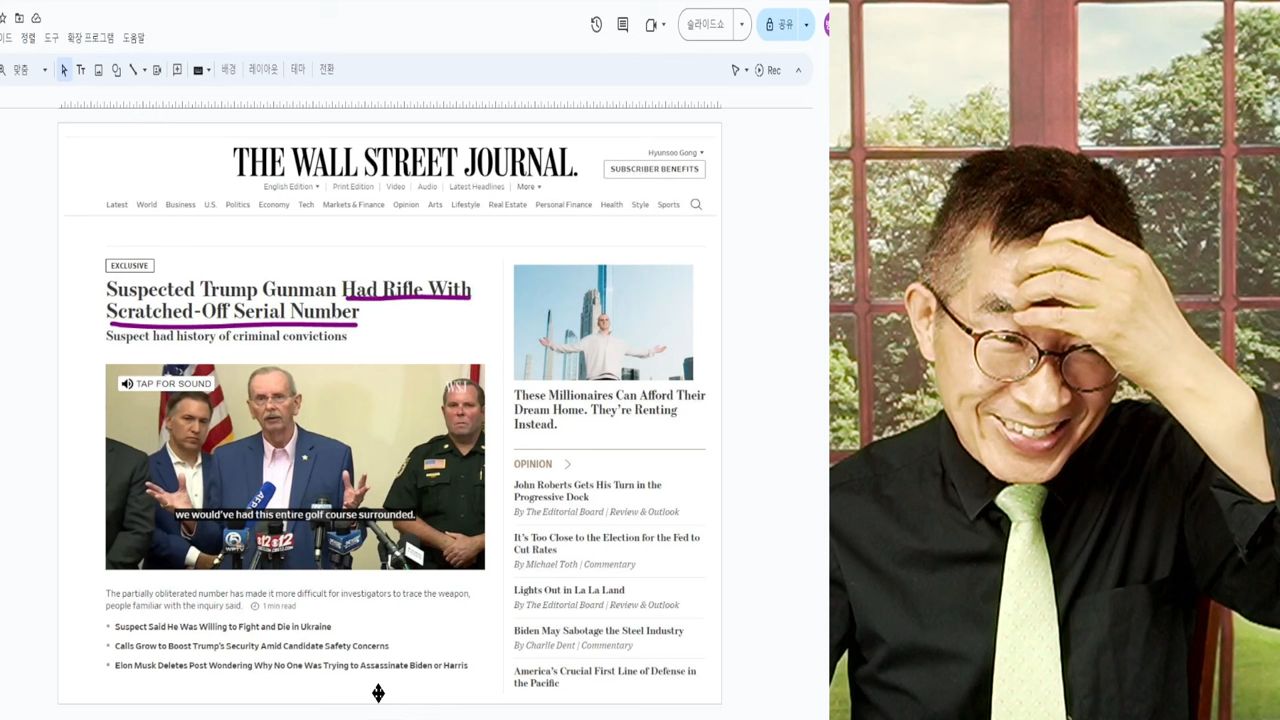 이드 정렬 도구 확장 프로그램 도움말
슬라이드쇼
공유
맞춤
배경 레이아웃 테마 전환
Rec
THE WALL STREET JOURNAL.
Hyunsoo Gong
SUBSCRIBER BENEFITS
English Edition Print Edition Video Audio Latest Headlines More
Latest World Business U.S. Politics Economy Tech Markets & Finance Opinion Arts Lifestyle Real Estate Personal Finance Health Style Sports
EXCLUSIVE
Suspected Trump Gunman Had Rifle With
Scratched-Off Serial Number
Suspect had history of criminal convictions
TAP FOR SOUND
WSJ
we would've had this entire golf course surrounded.
The partially obliterated number has made it more difficult for investigators to trace the weapon,
people familiar with the inquiry said. 1 min read
Suspect Said He Was Willing to Fight and Die in Ukraine
Calls Grow to Boost Trump's Security Amid Candidate Safety Concerns
Elon Musk Deletes Post Wondering Why No One Was Trying to Assassinate Biden or Harris
These Millionaires Can Afford Their
Dream Home. They're Renting
Instead.
OPINION
John Roberts Gets His Turn in the
Progressive Dock
By The Editorial Board | Review & Outlook
It's Too Close to the Election for the Fed to
Cut Rates
By Michael Toth | Commentary
Lights Out in La La Land
By The Editorial Board | Review & Outlook
Biden May Sabotage the Steel Industry
By Charlie Dent | Commentary
America's Crucial First Line of Defense in
the Pacific